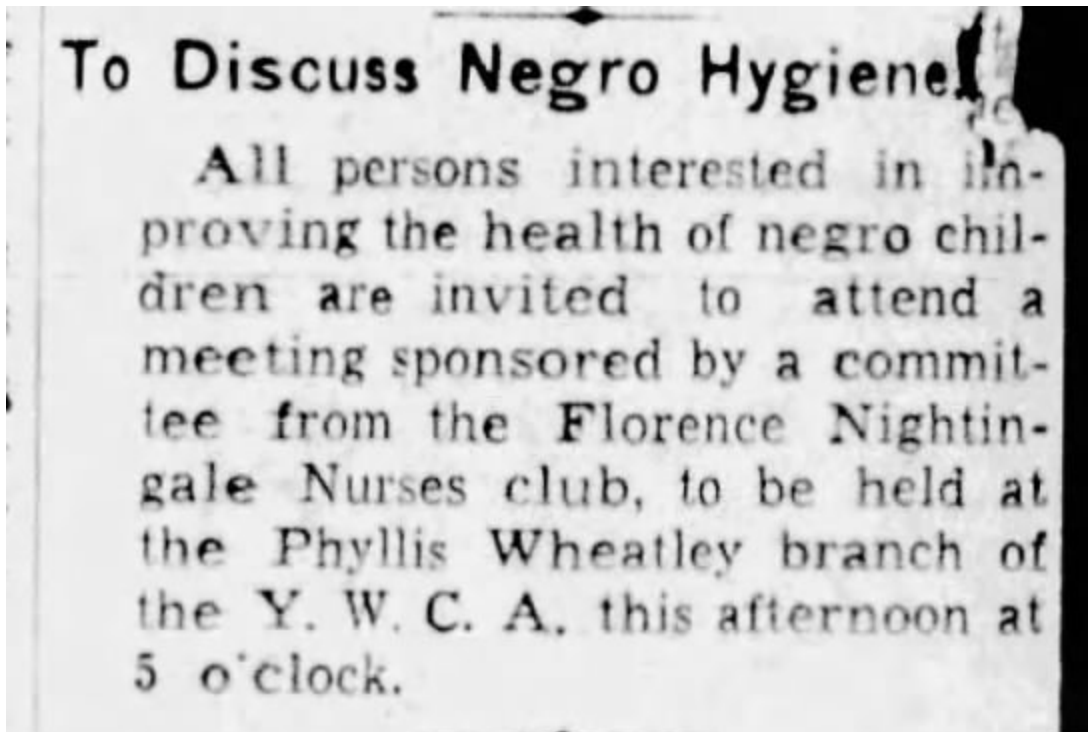 To Discuss Negro Hygiene
All persons interested in im-
proving the health of negro chil-
dren are invited to attend a
meeting sponsored by a commit-
tee from the Florence Nightin-
gale Nurses club, to be held at
the Phyllis Wheatley branch of
the Y. W. C. A. this afternoon at
5 o'clock.